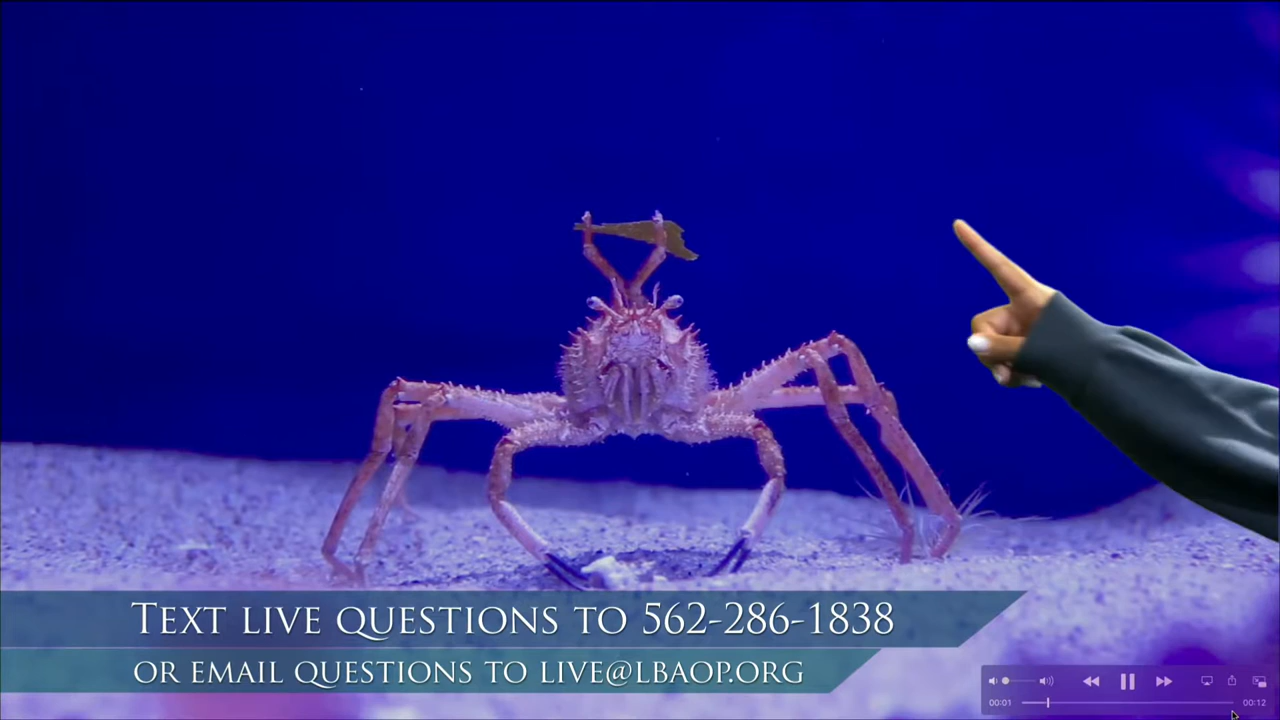 Text live questions to 562-286-1838
or email questions to live@lbaop.org
00:01
00:12